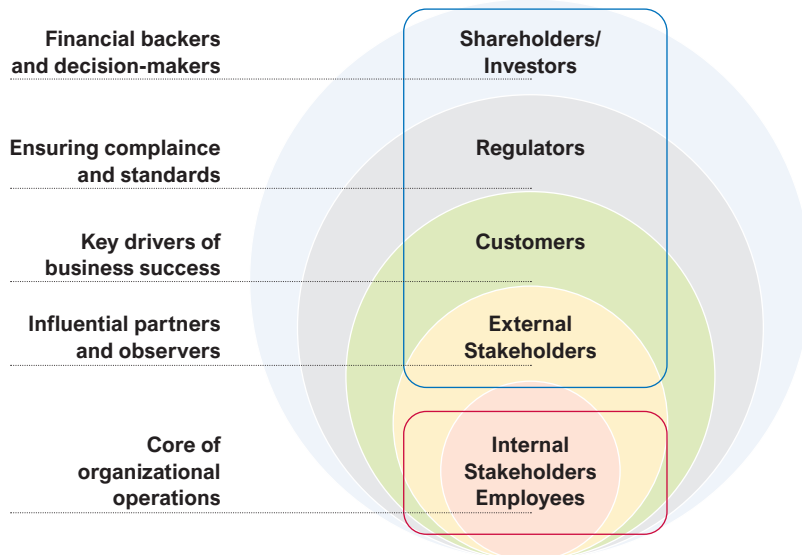 Financial backers
and decision-makers
Shareholders/
Investors
Ensuring complaince
and standards
Regulators
Key drivers of
business success
Customers
Influential partners
and observers
External
Stakeholders
Core of
organizational
operations
Internal
Stakeholders
Employees